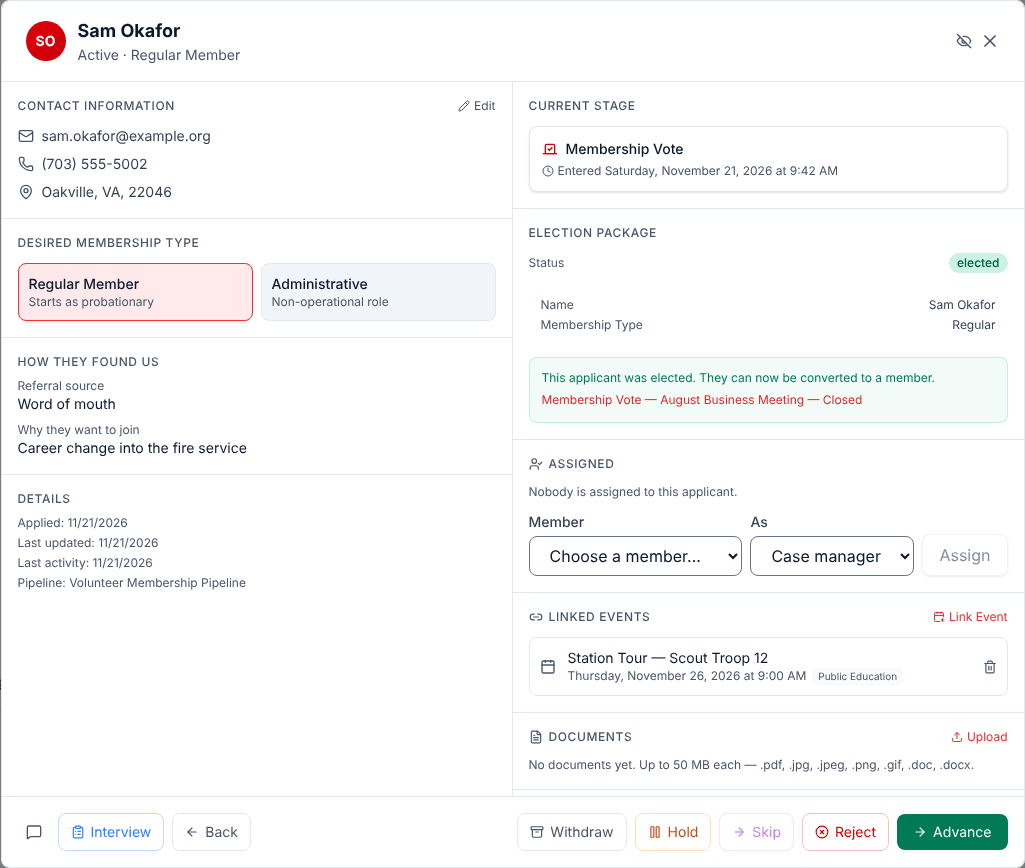 SO
Sam Okafor
Active · Regular Member
CONTACT INFORMATION
Edit
sam.okafor@example.org
(703) 555-5002
Oakville, VA, 22046
DESIRED MEMBERSHIP TYPE
Regular Member
Starts as probationary
Administrative
Non-operational role
HOW THEY FOUND US
Referral source
Word of mouth
Why they want to join
Career change into the fire service
DETAILS
Applied: 11/21/2026
Last updated: 11/21/2026
Last activity: 11/21/2026
Pipeline: Volunteer Membership Pipeline
CURRENT STAGE
Membership Vote
Entered Saturday, November 21, 2026 at 9:42 AM
ELECTION PACKAGE
Status
elected
Name
Sam Okafor
Membership Type
Regular
This applicant was elected. They can now be converted to a member.
Membership Vote — August Business Meeting — Closed
ASSIGNED
Nobody is assigned to this applicant.
Member
As
Choose a member...
Case manager
Assign
LINKED EVENTS
Link Event
Station Tour — Scout Troop 12
Thursday, November 26, 2026 at 9:00 AM
Public Education
DOCUMENTS
Upload
No documents yet. Up to 50 MB each — .pdf, .jpg, .jpeg, .png, .gif, .doc, .docx.
Interview
Back
Withdraw
Hold
Skip
Reject
Advance